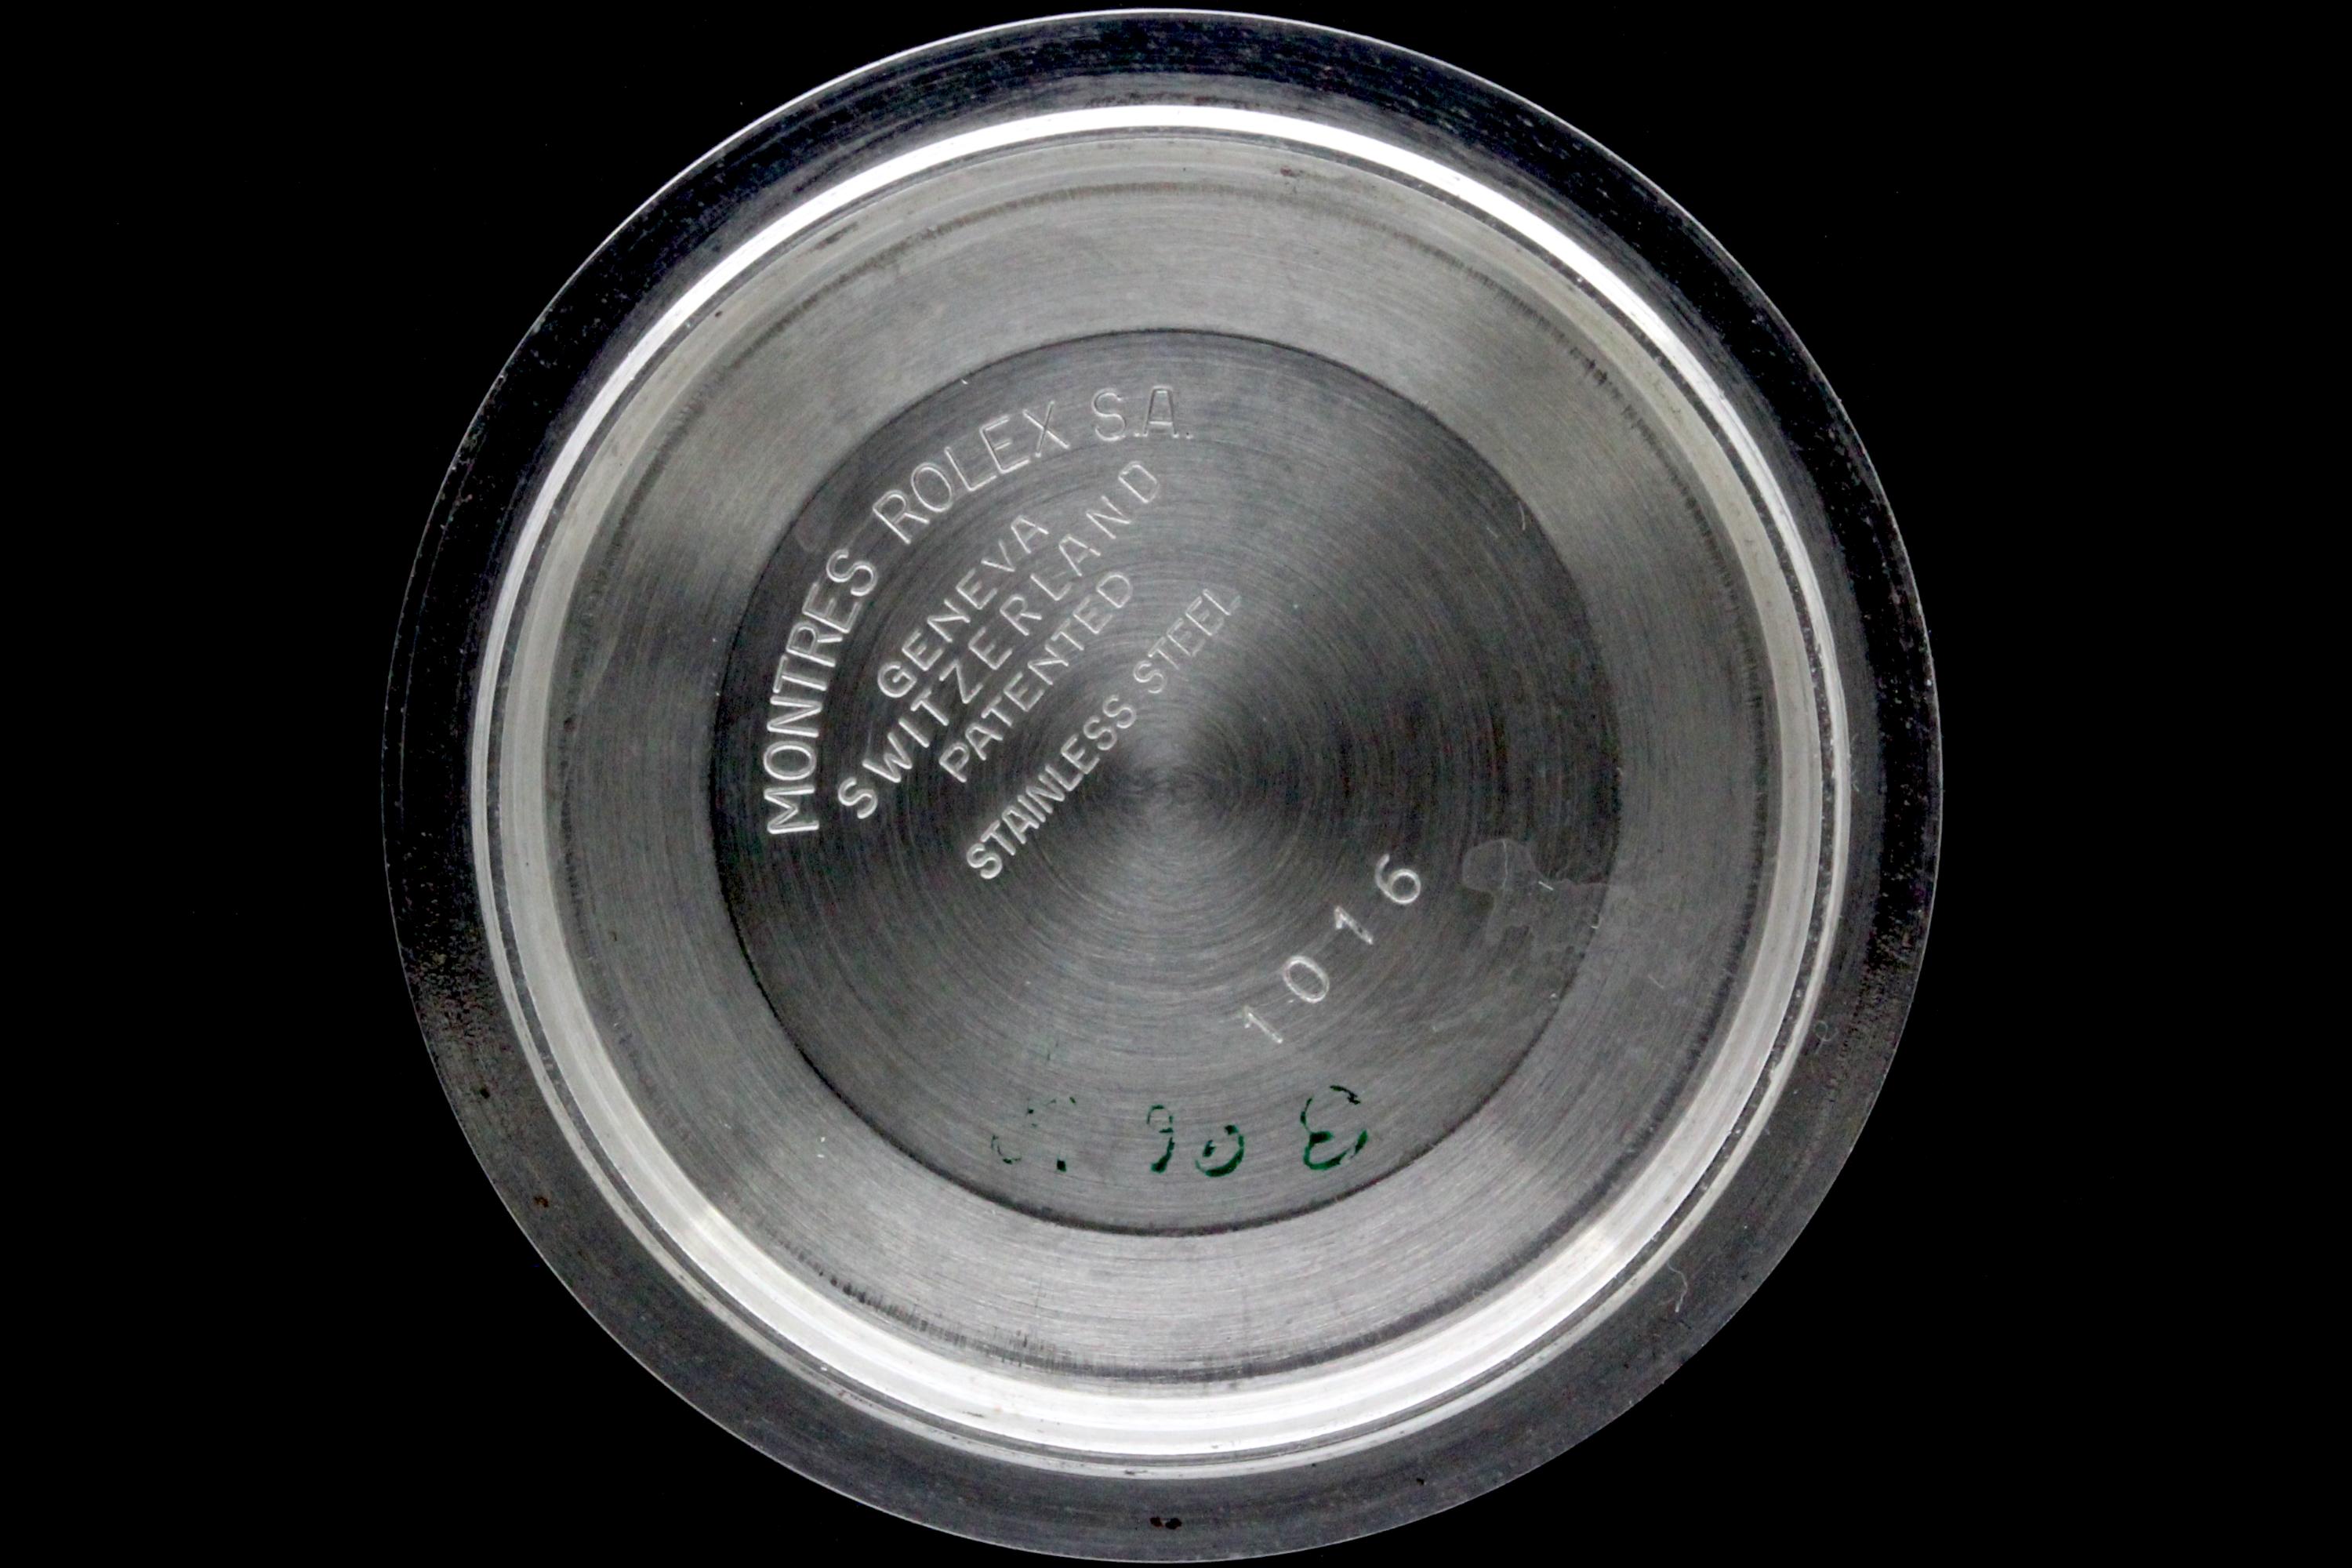 MONTRES ROLEX S.A.
GENEVA
SWITZERLAND
PATENTED
STAINLESS STEEL
1016